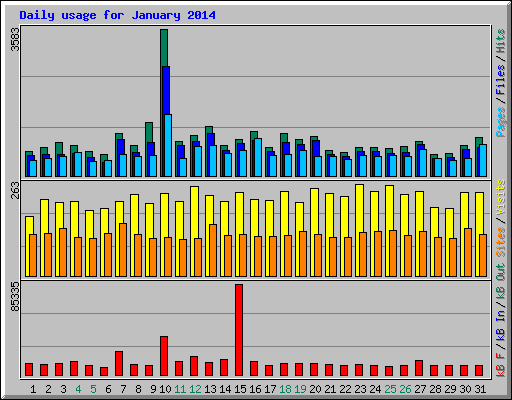 Daily usage for January 2014
3583
263
85335
Pages / Files / Hits
Sites / Visits
kB F / kB In / kB Out
1 2 3 4 5 6 7 8 9 10 11 12 13 14 15 16 17 18 19 20 21 22 23 24 25 26 27 28 29 30 31